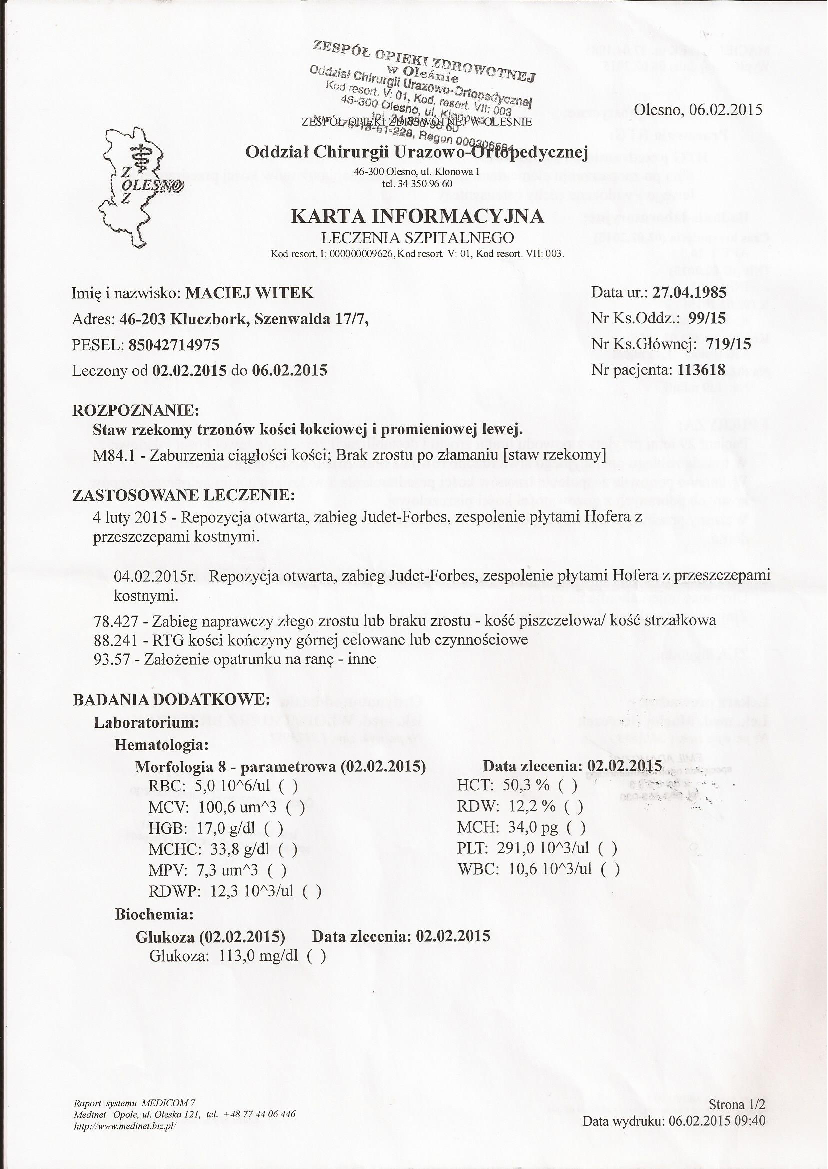 ZESPÓŁ OPIEKI ZDROWOTNEJ
w Oleśnie
Oddział Chirurgii Urazowo-Ortopedycznej
Kod resort. V: 01, Kod. resort. VII: 003
46-300 Olesno, ul.
Regon
Olesno, 06.02.2015
ZESPÓŁ OPIEKI ZDROWOTNEJ W OLEŚNIE
Oddział Chirurgii Urazowo-Ortopedycznej
46-300 Olesno, ul. Klonowa 1
tel. 34 350 96 60
Z
OLESNO
Z
KARTA INFORMACYJNA
LECZENIA SZPITALNEGO
Kod resort. I: 000000009626, Kod resort. V: 01, Kod resort. VII: 003.
Imię i nazwisko: MACIEJ WITEK Data ur.: 27.04.1985
Adres: 46-203 Kluczbork, Szenwalda 17/7, Nr Ks.Oddz.: 99/15
PESEL: 85042714975 Nr Ks.Głównej: 719/15
Leczony od 02.02.2015 do 06.02.2015 Nr pacjenta: 113618
ROZPOZNANIE:
Staw rzekomy trzonów kości łokciowej i promieniowej lewej.
M84.1 - Zaburzenia ciągłości kości; Brak zrostu po złamaniu [staw rzekomy]
ZASTOSOWANE LECZENIE:
4 luty 2015 - Repozycja otwarta, zabieg Judet-Forbes, zespolenie płytami Hofera z
przeszczepami kostnymi.
04.02.2015r. Repozycja otwarta, zabieg Judet-Forbes, zespolenie płytami Hofera z przeszczepami
kostnymi.
78.427 - Zabieg naprawczy złego zrostu lub braku zrostu - kość piszczelowa/ kość strzałkowa
88.241 - RTG kości kończyny górnej celowane lub czynnościowe
93.57 - Założenie opatrunku na ranę - inne
BADANIA DODATKOWE:
Laboratorium:
Hematologia:
Morfologia 8 - parametrowa (02.02.2015) Data zlecenia: 02.02.2015
RBC: 5,0 10^6/ul ( ) HCT: 50,3 % ( )
MCV: 100,6 um^3 ( ) RDW: 12,2 % ( )
HGB: 17,0 g/dl ( ) MCH: 34,0 pg ( )
MCHC: 33,8 g/dl ( ) PLT: 291,0 10^3/ul ( )
MPV: 7,3 um^3 ( ) WBC: 10,6 10^3/ul ( )
RDWP: 12,3 10^3/ul ( )
Biochemia:
Glukoza (02.02.2015) Data zlecenia: 02.02.2015
Glukoza: 113,0 mg/dl ( )
Raport systemu MEDICOM 7
Medinet Opole, ul. Oleska 121, tel. +48 77 44 06 446
http://www.medinet.biz.pl/
Strona 1/2
Data wydruku: 06.02.2015 09:40